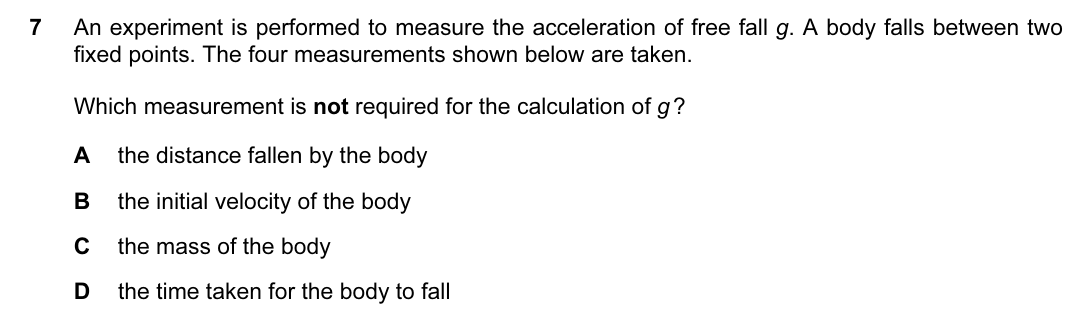 7 An experiment is performed to measure the acceleration of free fall g. A body falls between two
fixed points. The four measurements shown below are taken.
Which measurement is not required for the calculation of g?
A the distance fallen by the body
B the initial velocity of the body
C the mass of the body
D the time taken for the body to fall